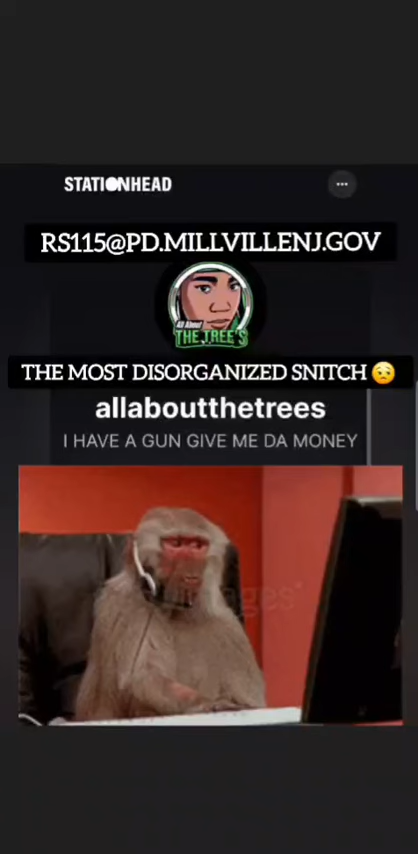 STATIONHEAD
RS115@PD.MILLVILLENJ.GOV
All About
THE TREE'S
THE MOST DISORGANIZED SNITCH 😟
allaboutthetrees
I HAVE A GUN GIVE ME DA MONEY